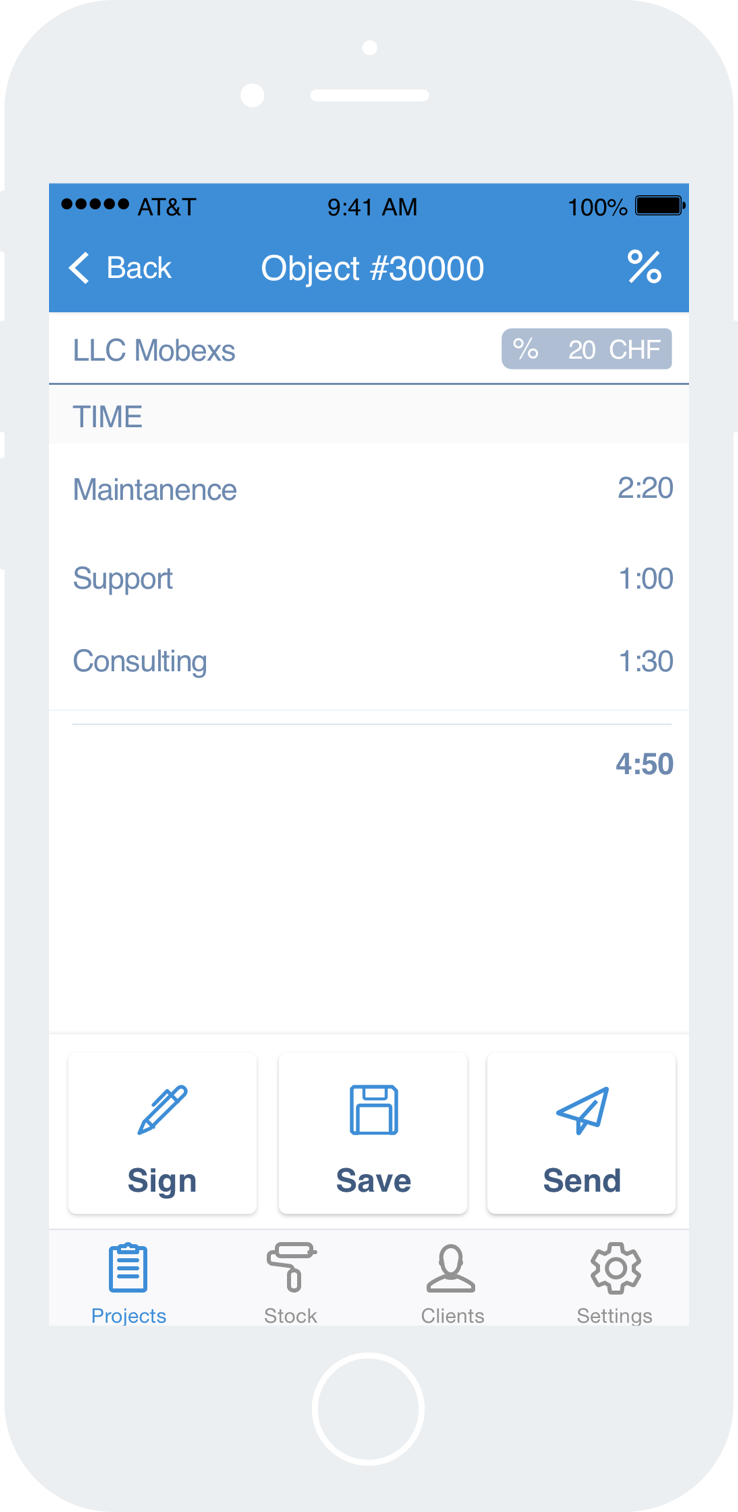 AT&T 9:41 AM 100%
Back Object #30000 %
LLC Mobexs % 20 CHF
TIME
Maintanence 2:20
Support 1:00
Consulting 1:30
4:50
Sign Save Send
Projects Stock Clients Settings